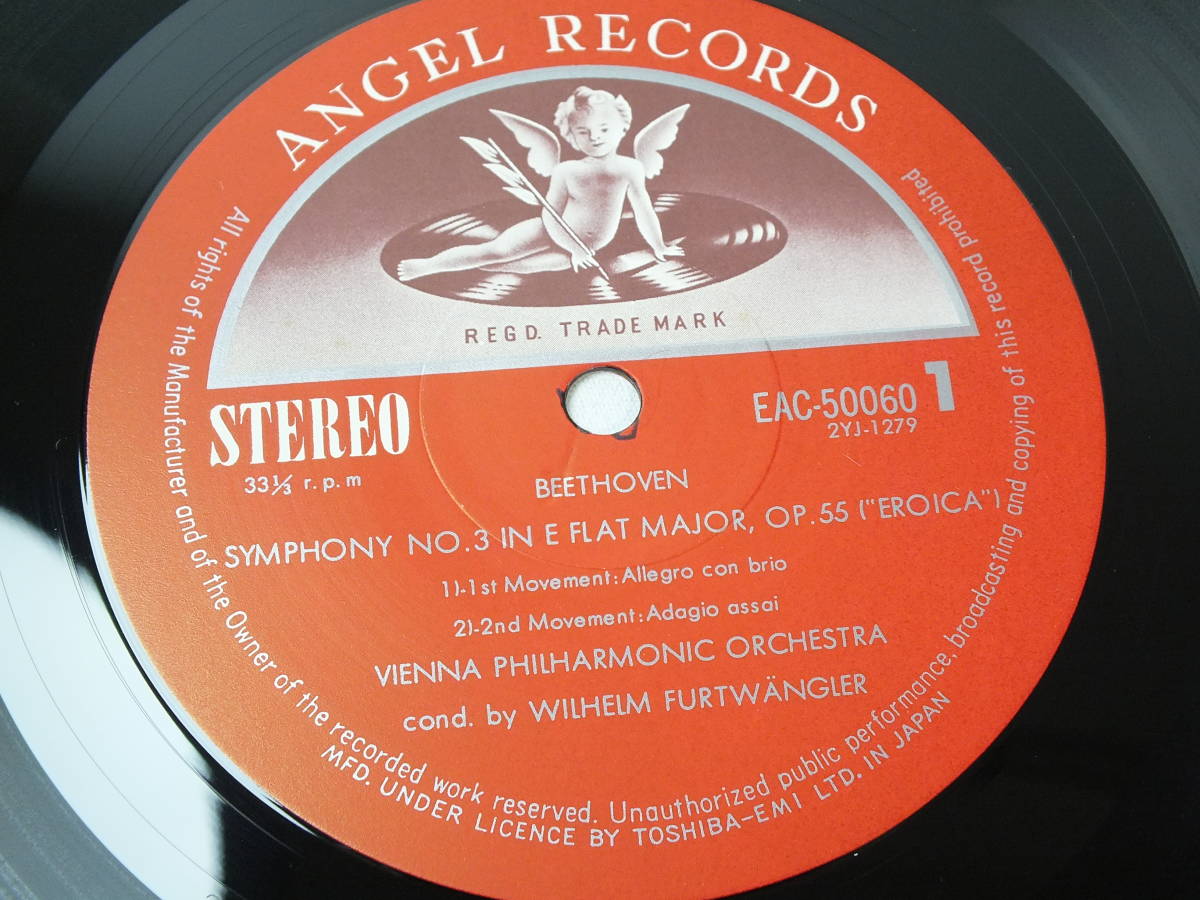 ANGEL RECORDS
REGD. TRADE MARK
STEREO
33⅓ r.p.m
EAC-50060 1
2YJ-1279
BEETHOVEN
SYMPHONY NO.3 IN E FLAT MAJOR, OP.55 ("EROICA")
1)-1st Movement: Allegro con brio
2)-2nd Movement: Adagio assai
VIENNA PHILHARMONIC ORCHESTRA
cond. by WILHELM FURTWÄNGLER
All rights of the Manufacturer and of the Owner of the recorded work reserved. Unauthorized public performance, broadcasting and copying of this record prohibited
MFD. UNDER LICENCE BY TOSHIBA-EMI LTD. IN JAPAN